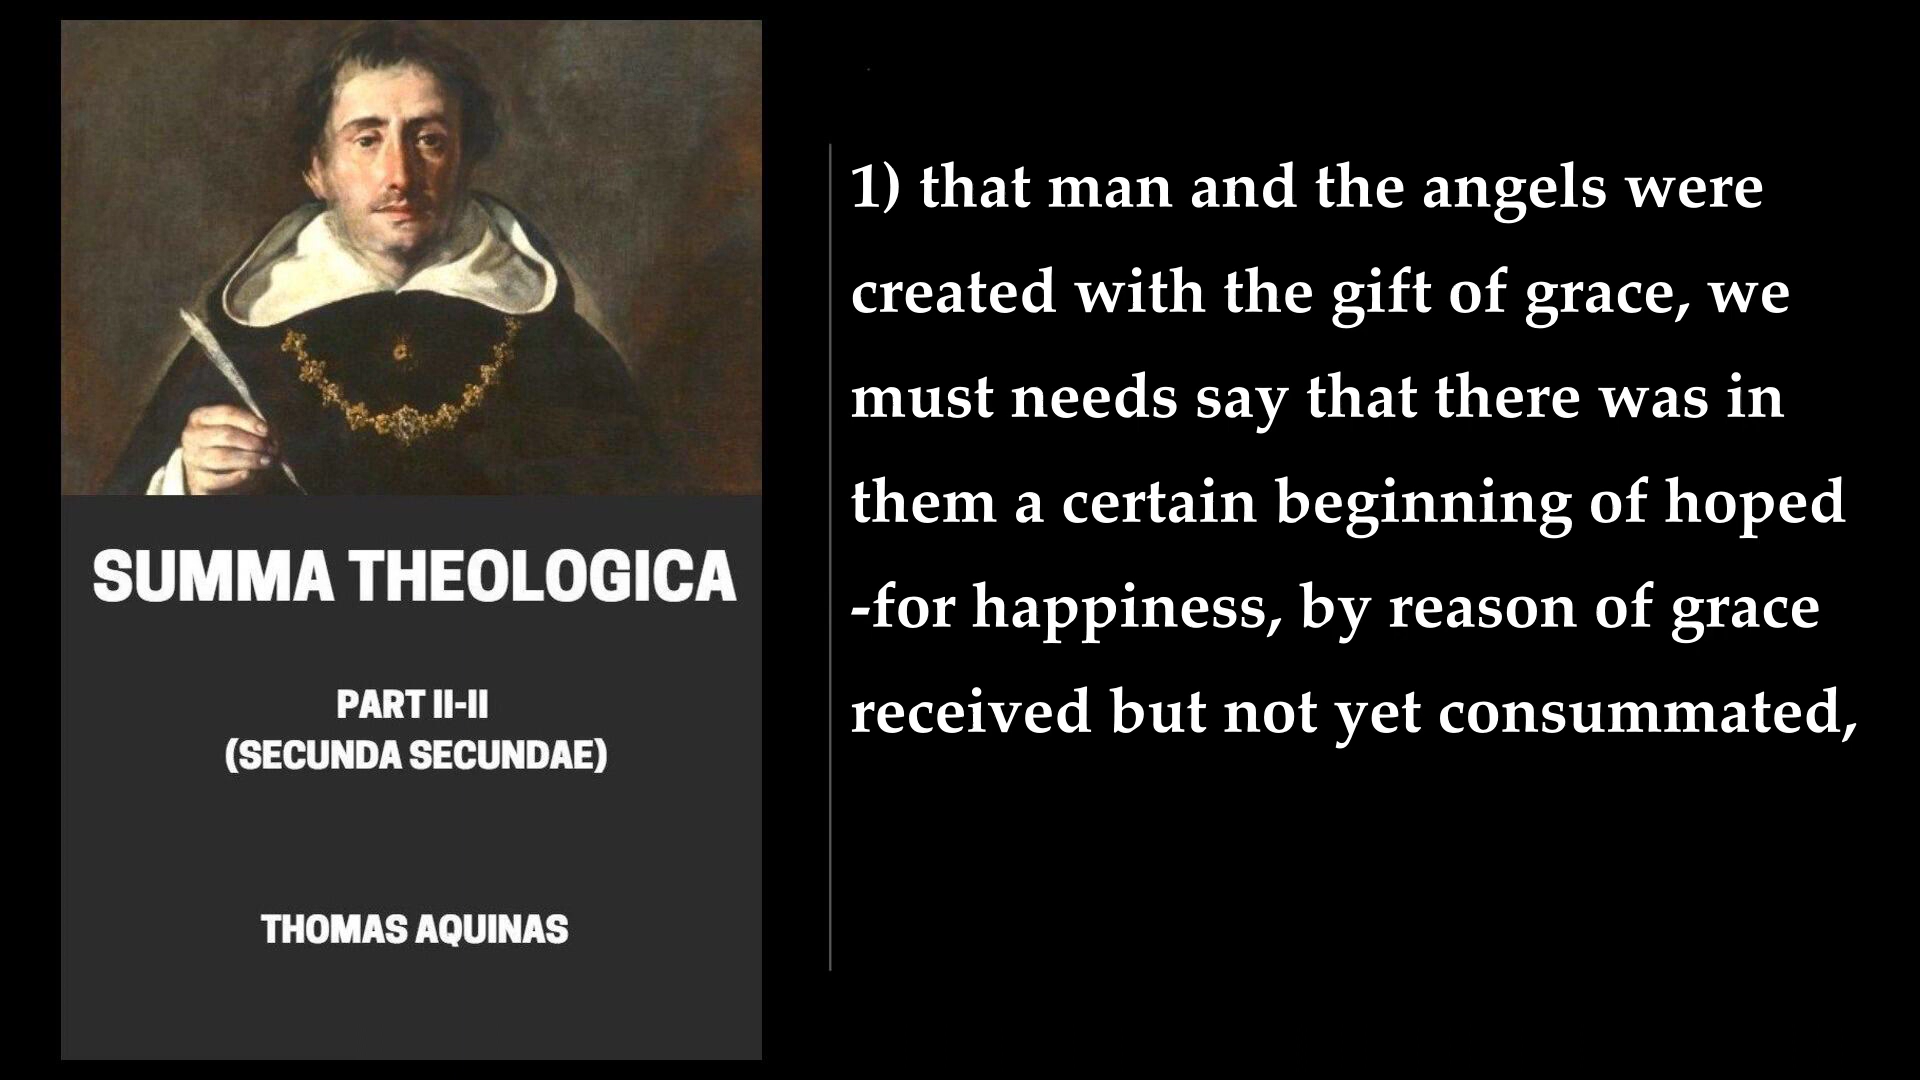 SUMMA THEOLOGICA
PART II-II
(SECUNDA SECUNDAE)
THOMAS AQUINAS
1) that man and the angels were
created with the gift of grace, we
must needs say that there was in
them a certain beginning of hoped
-for happiness, by reason of grace
received but not yet consummated,